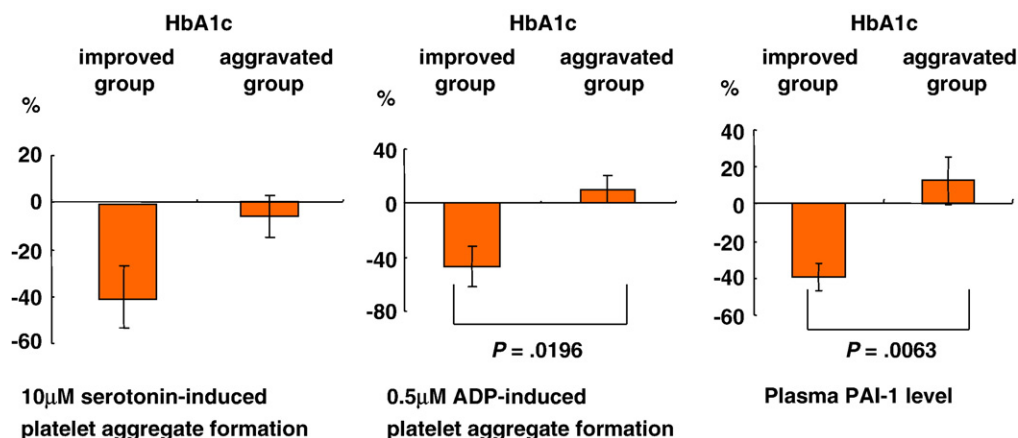 HbA1c
improved aggravated
group group
%
20
0
-20
-40
-60
10μM serotonin-induced
platelet aggregate formation
HbA1c
improved aggravated
group group
%
40
0
-40
-80
P = .0196
0.5μM ADP-induced
platelet aggregate formation
HbA1c
improved aggravated
group group
%
40
20
0
-20
-40
-60
P = .0063
Plasma PAI-1 level